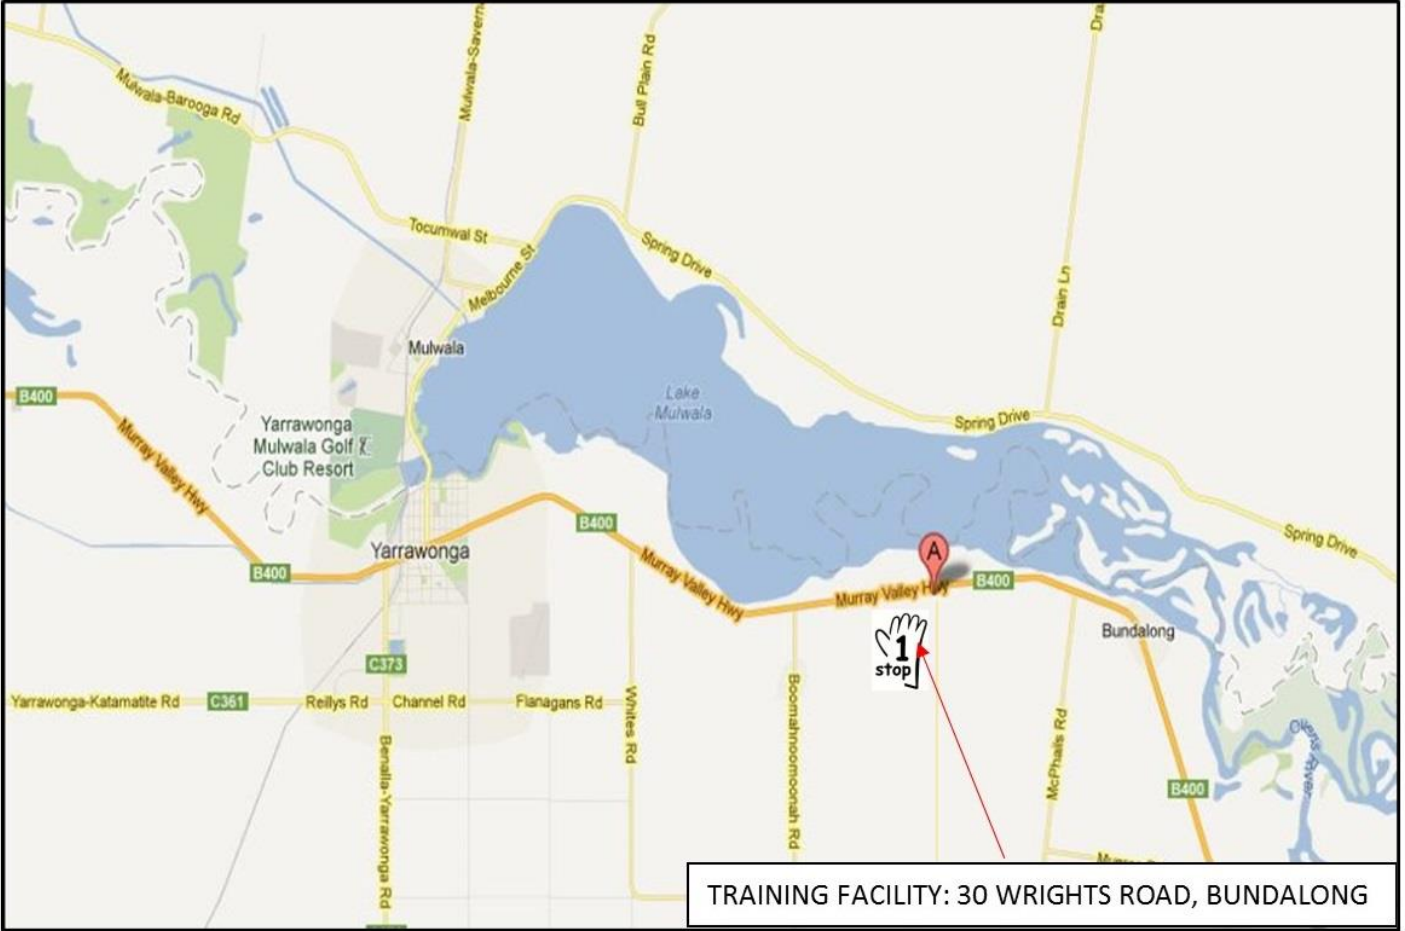 Mulwala-Barooga Rd
Mulwala-Savern
Bull Plain Rd
Dra
Tocumwal St
Melbourne St
Spring Drive
Drain Ln
Mulwala
Lake
Mulwala
B400
Spring Drive
Yarrawonga
Mulwala Golf
Club Resort
Murray Valley Hwy
B400
Spring Drive
Yarrawonga
A
B400
Murray Valley Hwy
B400
Murray Valley Hwy
1
stop
Bundalong
C373
Yarrawonga-Katamatite Rd
C361
Reillys Rd
Channel Rd
Flanagans Rd
Whites Rd
Boomahnoomoonah Rd
McPhails Rd
Ovens River
B400
Benalla-Yarrawonga Rd
TRAINING FACILITY: 30 WRIGHTS ROAD, BUNDALONG